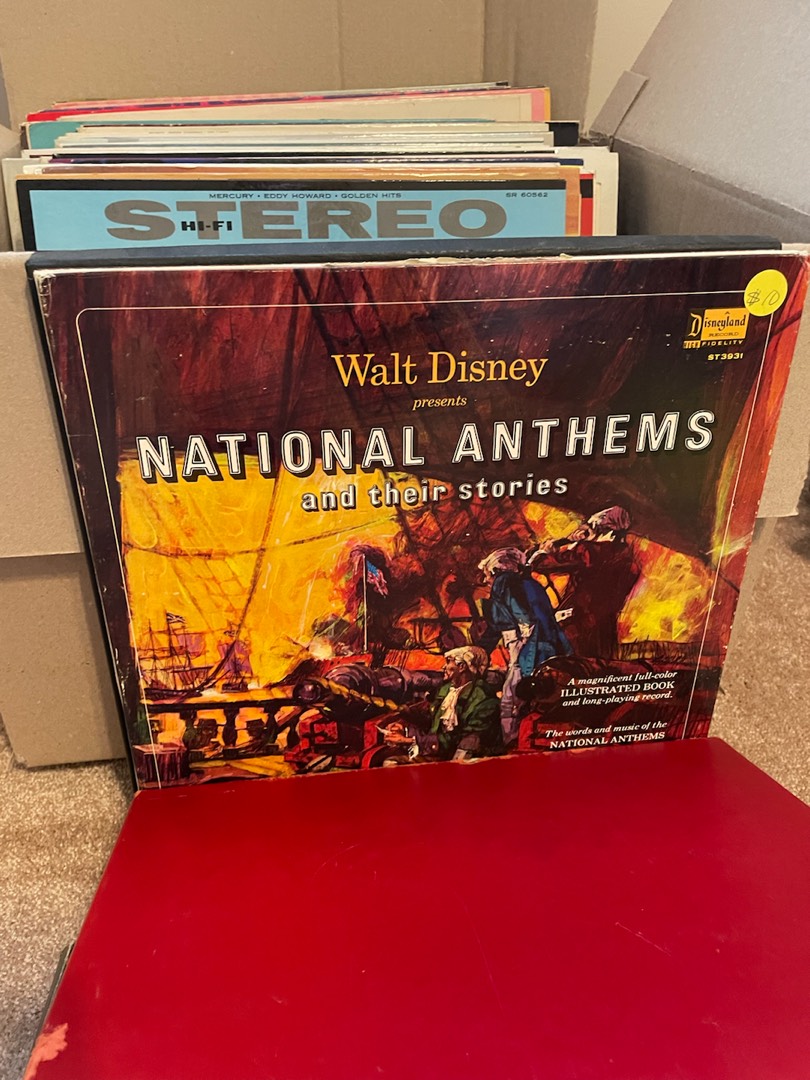 MERCURY • EDDY HOWARD • GOLDEN HITS
SR 60562
STEREO
HI-FI
$10
Disneyland
RECORD
HIGH FIDELITY
ST3931
Walt Disney
presents
NATIONAL ANTHEMS
and their stories
A magnificent full-color
ILLUSTRATED BOOK
and long-playing record.
The words and music of the
NATIONAL ANTHEMS